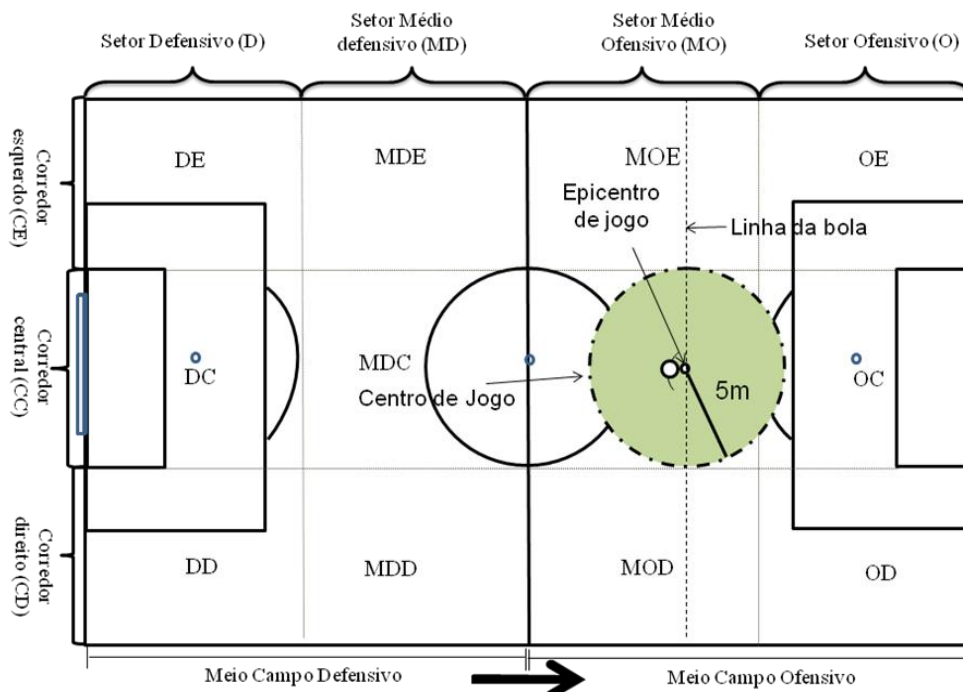 Setor Defensivo (D)
Setor Médio
defensivo (MD)
Setor Médio
Ofensivo (MO)
Setor Ofensivo (O)
Corredor
esquerdo (CE)
DE
MDE
MOE
OE
Epicentro
de jogo
Linha da bola
Corredor
central (CC)
DC
MDC
OC
Centro de Jogo
5m
Corredor
direito (CD)
DD
MDD
MOD
OD
Meio Campo Defensivo
Meio Campo Ofensivo